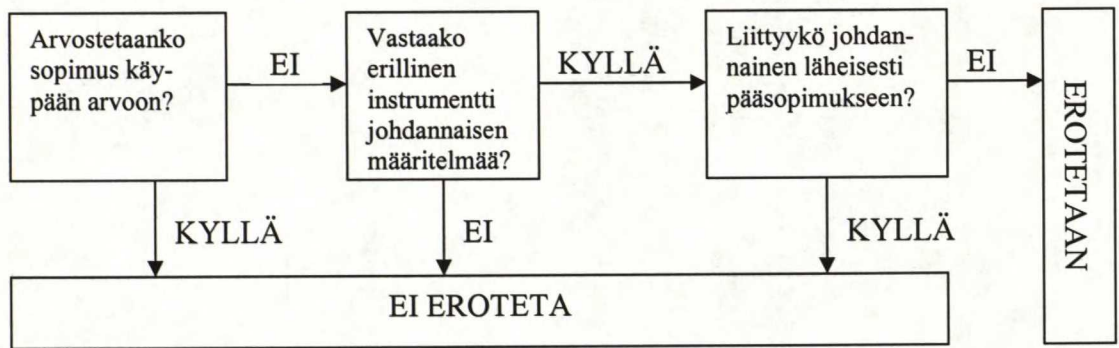 Arvostetaanko
sopimus käy-
pään arvoon?
EI
Vastaako
erillinen
instrumentti
johdannaisen
määritelmää?
KYLLÄ
Liittyykö johdan-
nainen läheisesti
pääsopimukseen?
EI
EROTETAAN
KYLLÄ
EI
KYLLÄ
EI EROTETA